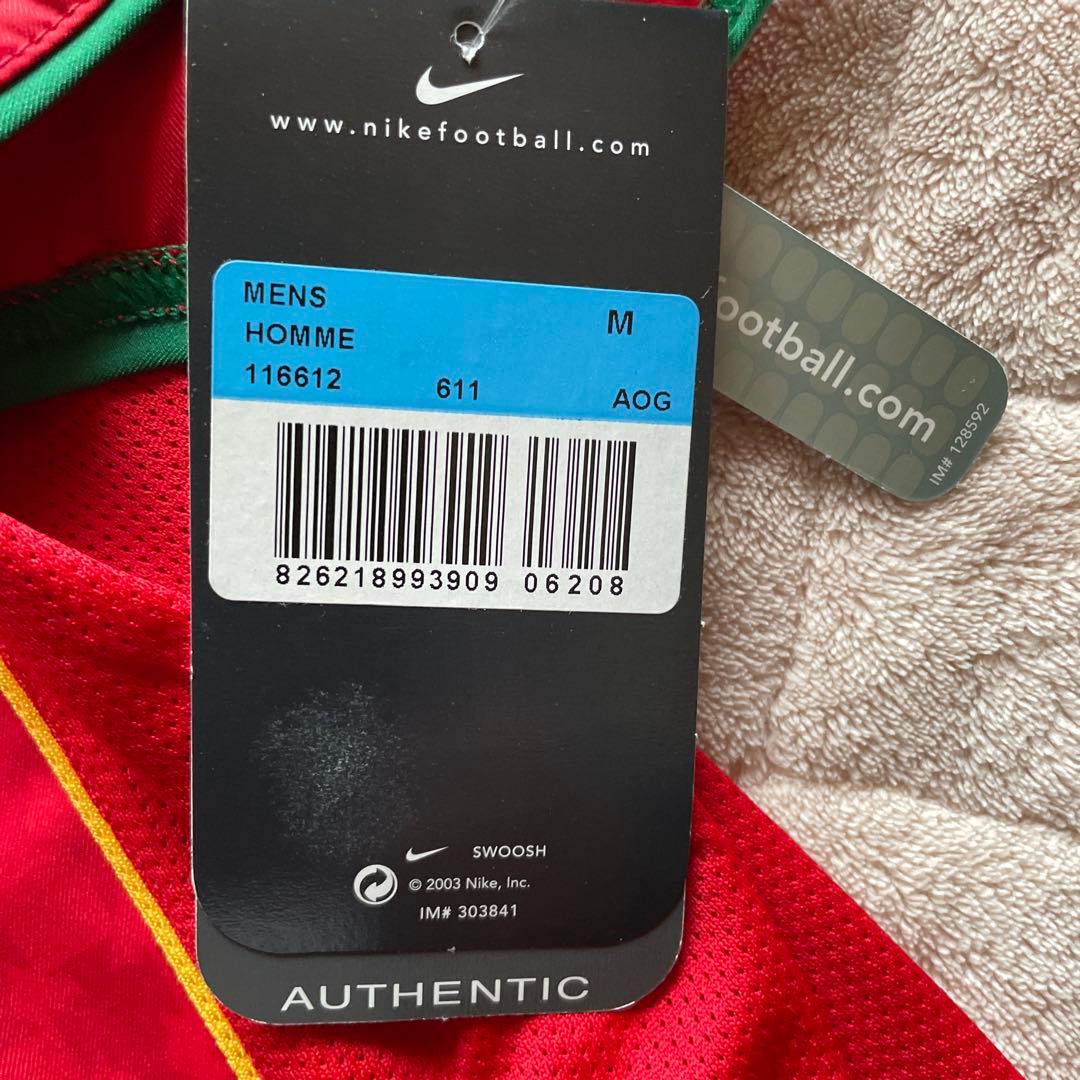 www.nikefootball.com
MENS
HOMME
M
116612 611 AOG
826218993909 06208
football.com
IM# 128592
SWOOSH
© 2003 Nike, Inc.
IM# 303841
AUTHENTIC